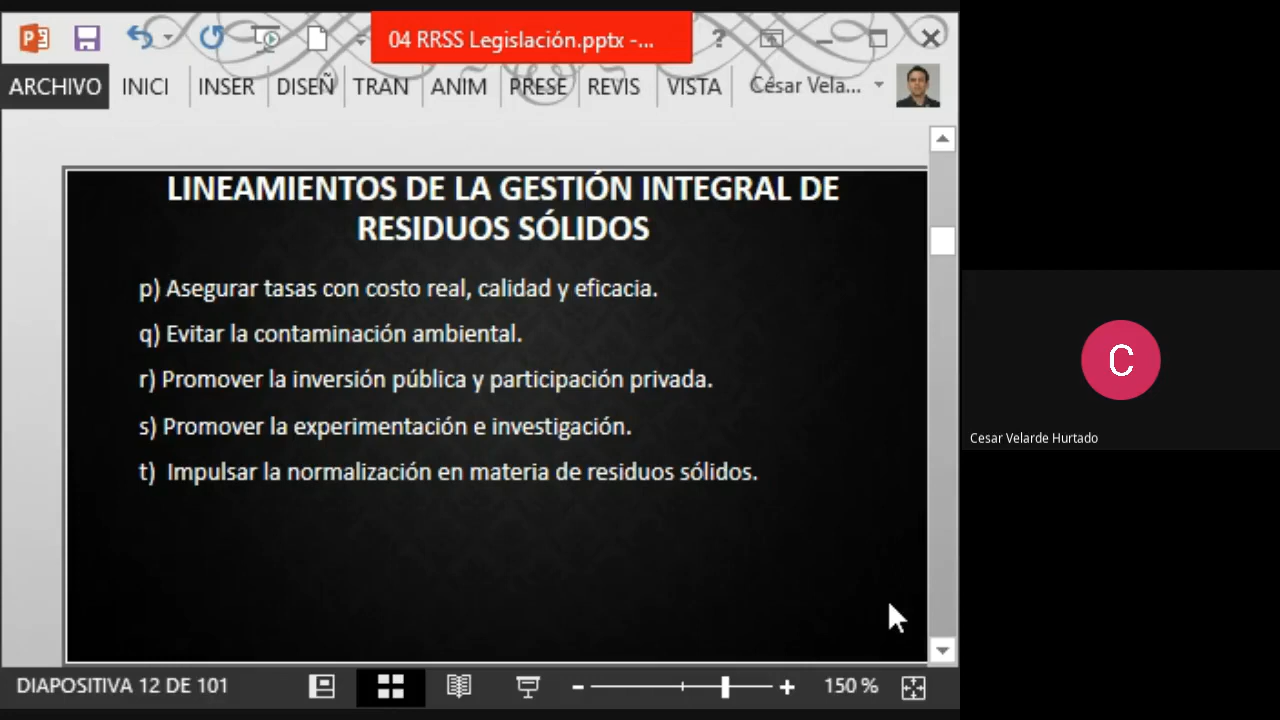 04 RRSS Legislación.pptx -...
?
ARCHIVO INICI INSER DISEÑ TRAN ANIM PRESE REVIS VISTA César Vela...
LINEAMIENTOS DE LA GESTIÓN INTEGRAL DE
RESIDUOS SÓLIDOS
p) Asegurar tasas con costo real, calidad y eficacia.
q) Evitar la contaminación ambiental.
r) Promover la inversión pública y participación privada.
s) Promover la experimentación e investigación.
t) Impulsar la normalización en materia de residuos sólidos.
DIAPOSITIVA 12 DE 101
150 %
C
Cesar Velarde Hurtado